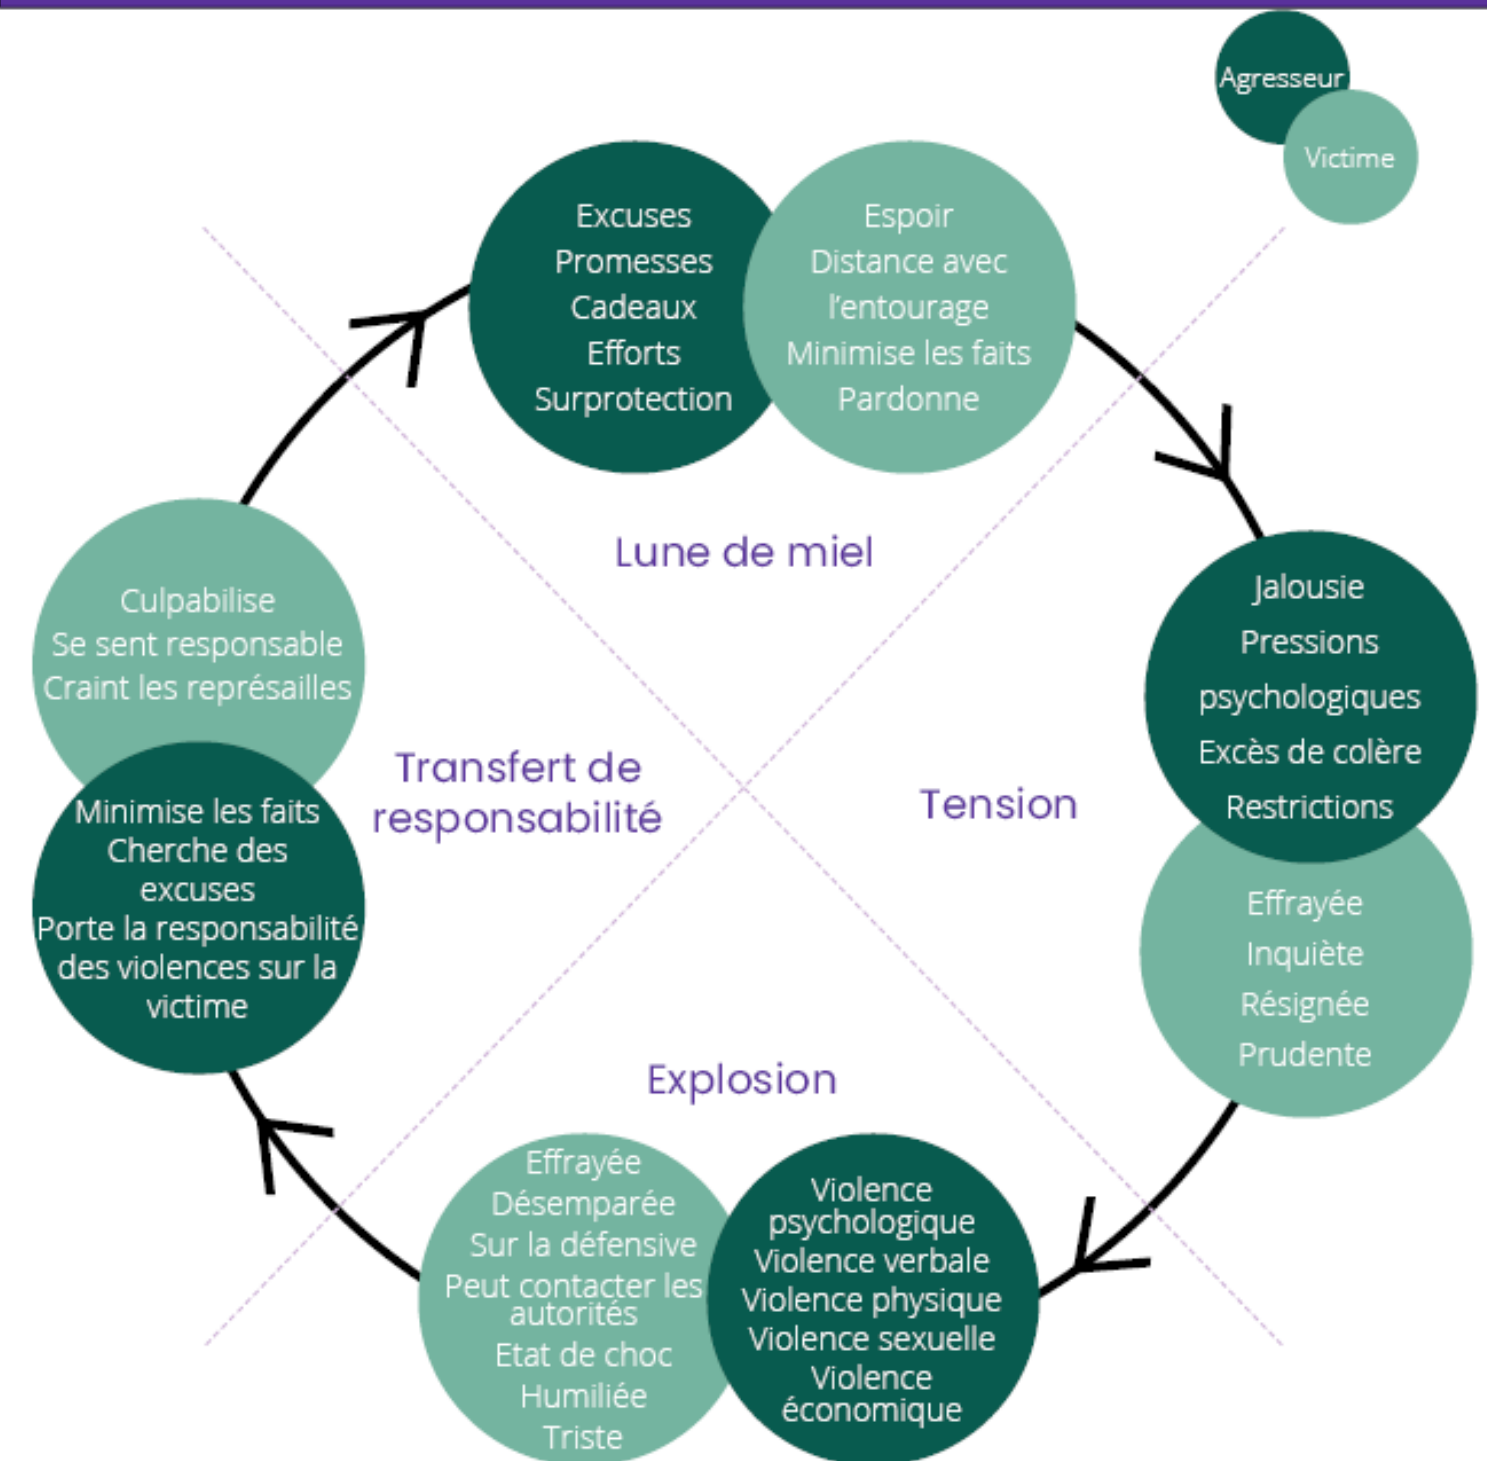 Agresseur
Victime
Excuses
Promesses
Cadeaux
Efforts
Surprotection
Espoir
Distance avec
l'entourage
Minimise les faits
Pardonne
Lune de miel
Jalousie
Pressions
psychologiques
Excès de colère
Restrictions
Effrayée
Inquiète
Résignée
Prudente
Tension
Explosion
Violence
psychologique
Violence verbale
Violence physique
Violence sexuelle
Violence
économique
Effrayée
Désemparée
Sur la défensive
Peut contacter les
autorités
Etat de choc
Humiliée
Triste
Transfert de
responsabilité
Minimise les faits
Cherche des
excuses
Porte la responsabilité
des violences sur la
victime
Culpabilise
Se sent responsable
Craint les représailles